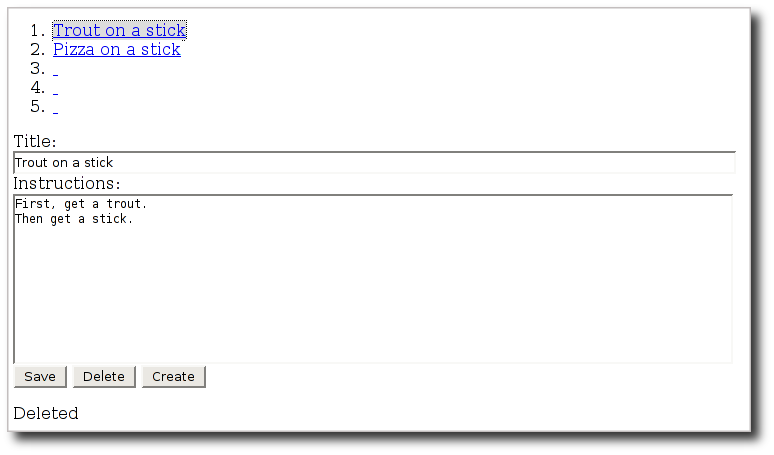 1. Trout on a stick
2. Pizza on a stick
3. _
4. _
5. _
Title:
Trout on a stick
Instructions:
First, get a trout.
Then get a stick.
Save Delete Create
Deleted